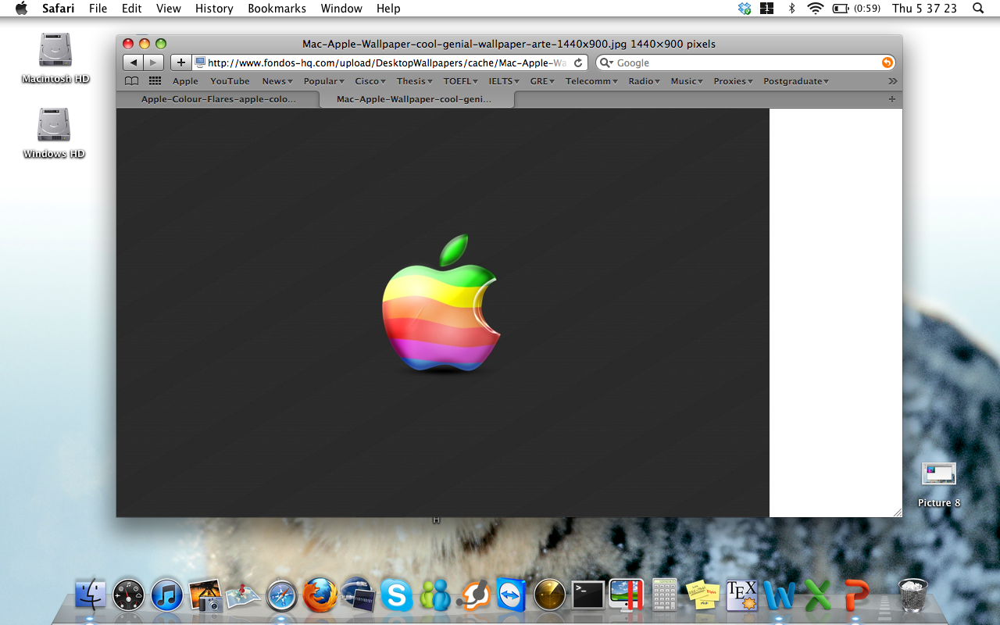 Safari File Edit View History Bookmarks Window Help (0:59) Thu 5 37 23
Mac-Apple-Wallpaper-cool-genial-wallpaper-arte-1440x900.jpg 1440×900 pixels
http://www.fondos-hq.com/upload/DesktopWallpapers/cache/Mac-Apple-Wa Google
Apple YouTube News Popular Cisco Thesis TOEFL IELTS GRE Telecomm Radio Music Proxies Postgraduate
Apple-Colour-Flares-apple-colo... Mac-Apple-Wallpaper-cool-geni...
Macintosh HD
Windows HD
Picture 8
H
TEX